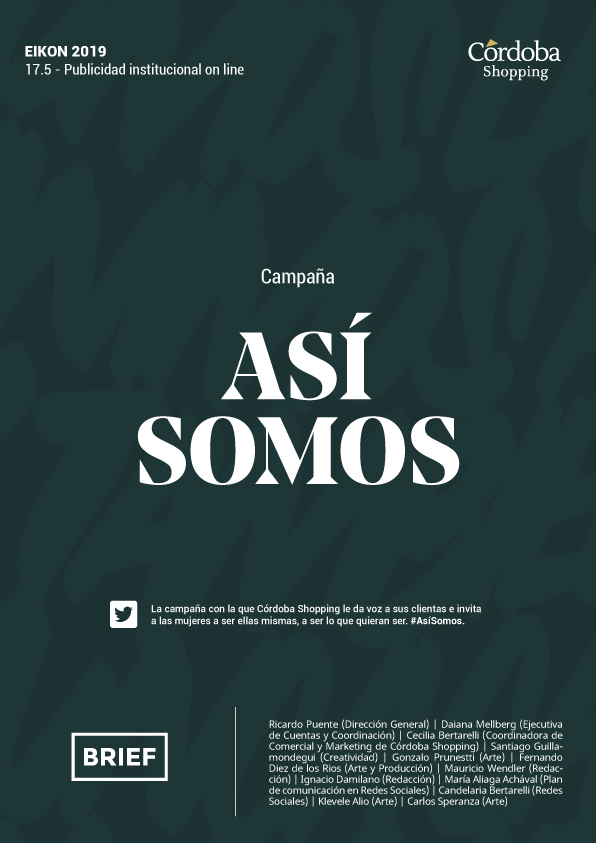 EIKON 2019
17.5 - Publicidad institucional on line
Córdoba
Shopping
Campaña
ASÍ
SOMOS
La campaña con la que Córdoba Shopping le da voz a sus clientas e invita
a las mujeres a ser ellas mismas, a ser lo que quieran ser. #AsíSomos.
BRIEF
Ricardo Puente (Dirección General) | Daiana Mellberg (Ejecutiva
de Cuentas y Coordinación) | Cecilia Bertarelli (Coordinadora de
Comercial y Marketing de Córdoba Shopping) | Santiago Guilla-
mondegui (Creatividad) | Gonzalo Prunestti (Arte) | Fernando
Diez de los Rios (Arte y Producción) | Mauricio Wendler (Redac-
ción) | Ignacio Damilano (Redacción) | María Aliaga Achával (Plan
de comunicación en Redes Sociales) | Candelaria Bertarelli (Redes
Sociales) | Klevele Alio (Arte) | Carlos Speranza (Arte)